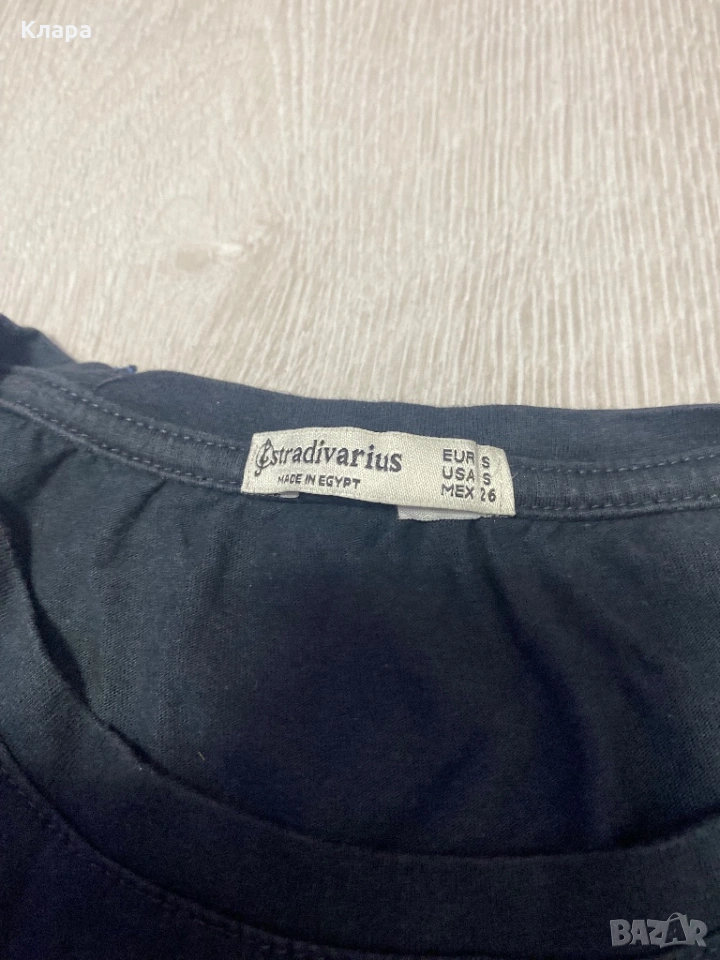 Клара
Stradivarius
MADE IN EGYPT
EUR S
USA S
MEX 26
BAZAR